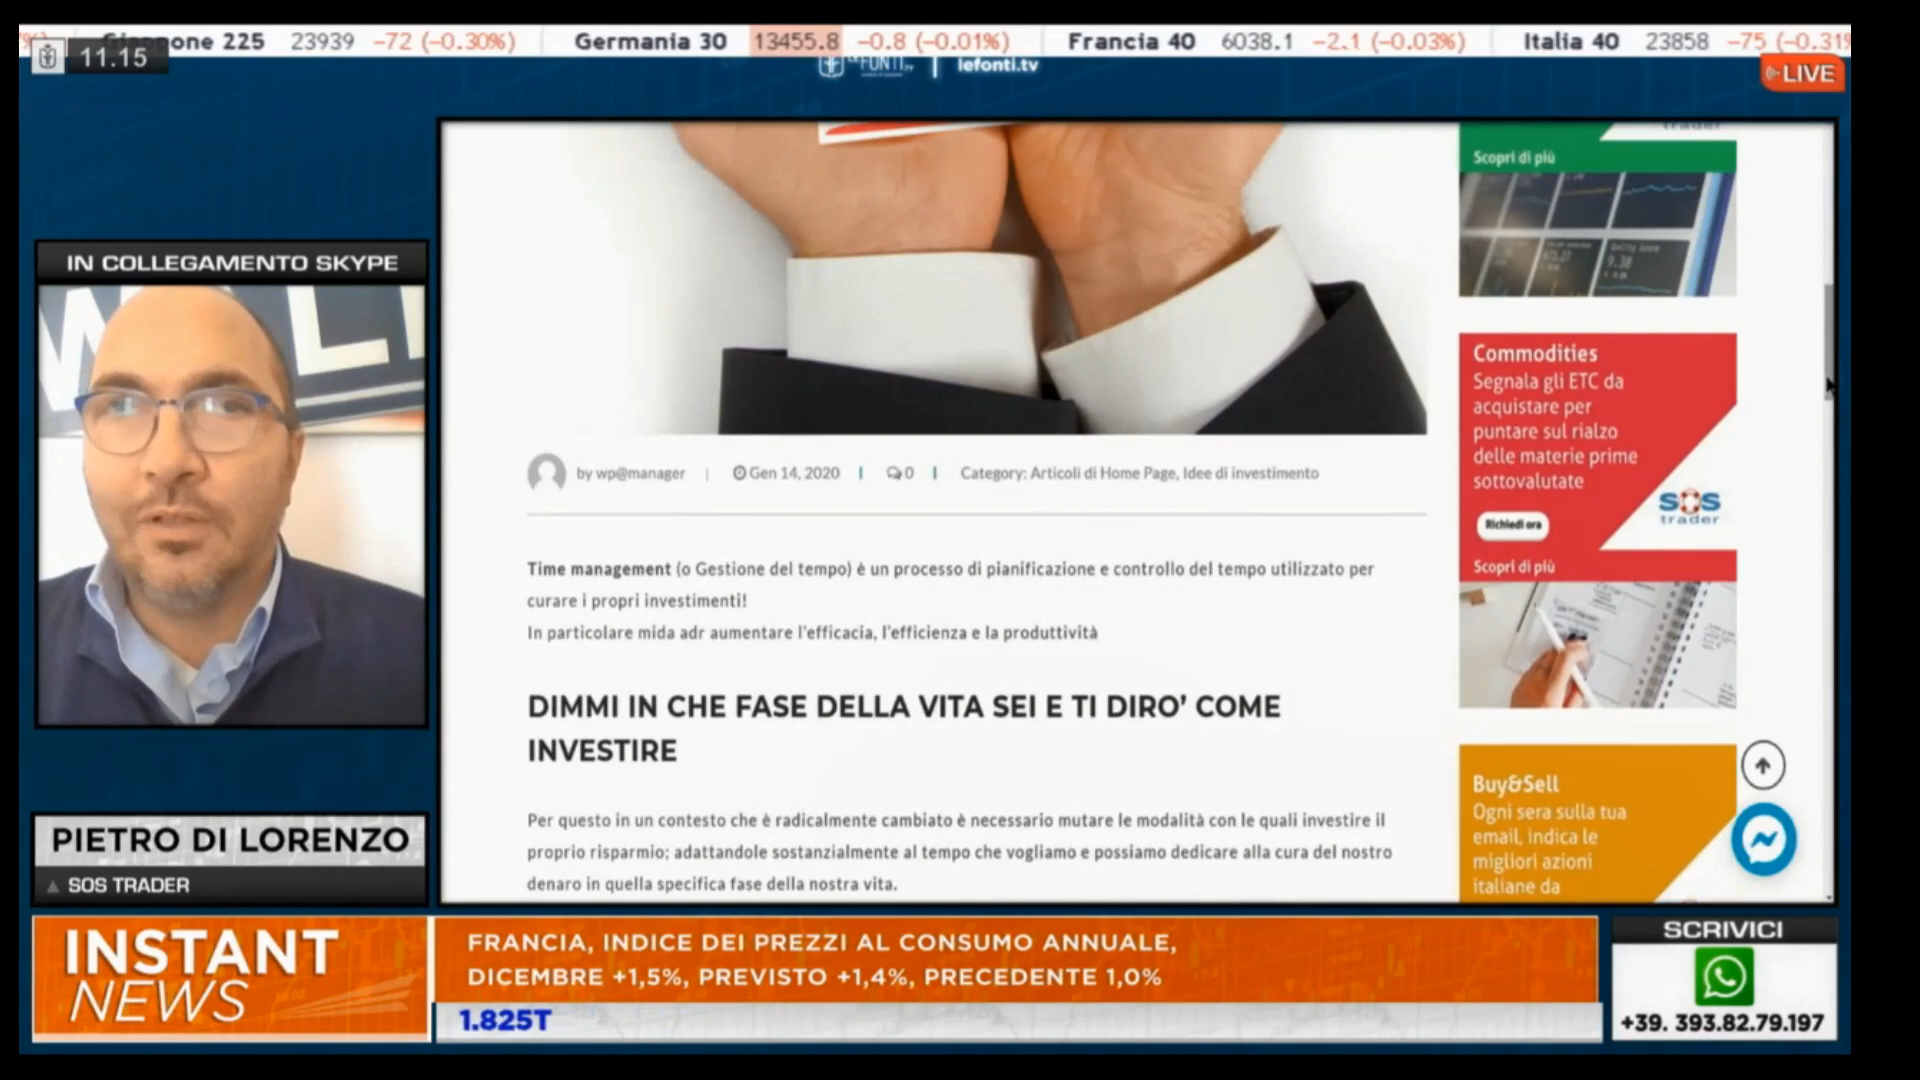 one 225 23939 −72 (−0.30%) Germania 30 13455.8 −0.8 (−0.01%) Francia 40 6038.1 −2.1 (−0.03%) Italia 40 23858 −75
11.15
FONTI.tv | lefonti.tv
LIVE
IN COLLEGAMENTO SKYPE
WALL
PIETRO DI LORENZO
SOS TRADER
trader
Scopri di più
9.38
Commodities
Segnala gli ETC da
acquistare per
puntare sul rialzo
delle materie prime
sottovalutate
SOS
trader
Richiedi ora
Scopri di più
Buy&Sell
Ogni sera sulla tua
email, indica le
migliori azioni
italiane da
by wp@manager | Gen 14, 2020 | 0 | Category: Articoli di Home Page, Idee di investimento
Time management (o Gestione del tempo) è un processo di pianificazione e controllo del tempo utilizzato per
curare i propri investimenti!
In particolare mida adr aumentare l'efficacia, l'efficienza e la produttività
DIMMI IN CHE FASE DELLA VITA SEI E TI DIRO' COME
INVESTIRE
Per questo in un contesto che è radicalmente cambiato è necessario mutare le modalità con le quali investire il
proprio risparmio; adattandole sostanzialmente al tempo che vogliamo e possiamo dedicare alla cura del nostro
denaro in quella specifica fase della nostra vita.
INSTANT
NEWS
FRANCIA, INDICE DEI PREZZI AL CONSUMO ANNUALE,
DICEMBRE +1,5%, PREVISTO +1,4%, PRECEDENTE 1,0%
1.825T
SCRIVICI
+39. 393.82.79.197